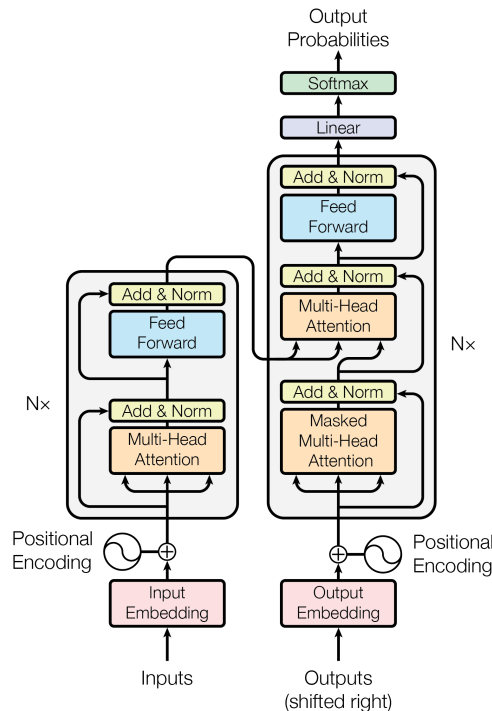 Output
Probabilities
Softmax
Linear
Add & Norm
Feed
Forward
Add & Norm
Multi-Head
Attention
Add & Norm
Masked
Multi-Head
Attention
N×
Add & Norm
Feed
Forward
Add & Norm
Multi-Head
Attention
N×
Positional
Encoding
Positional
Encoding
Input
Embedding
Output
Embedding
Inputs
Outputs
(shifted right)